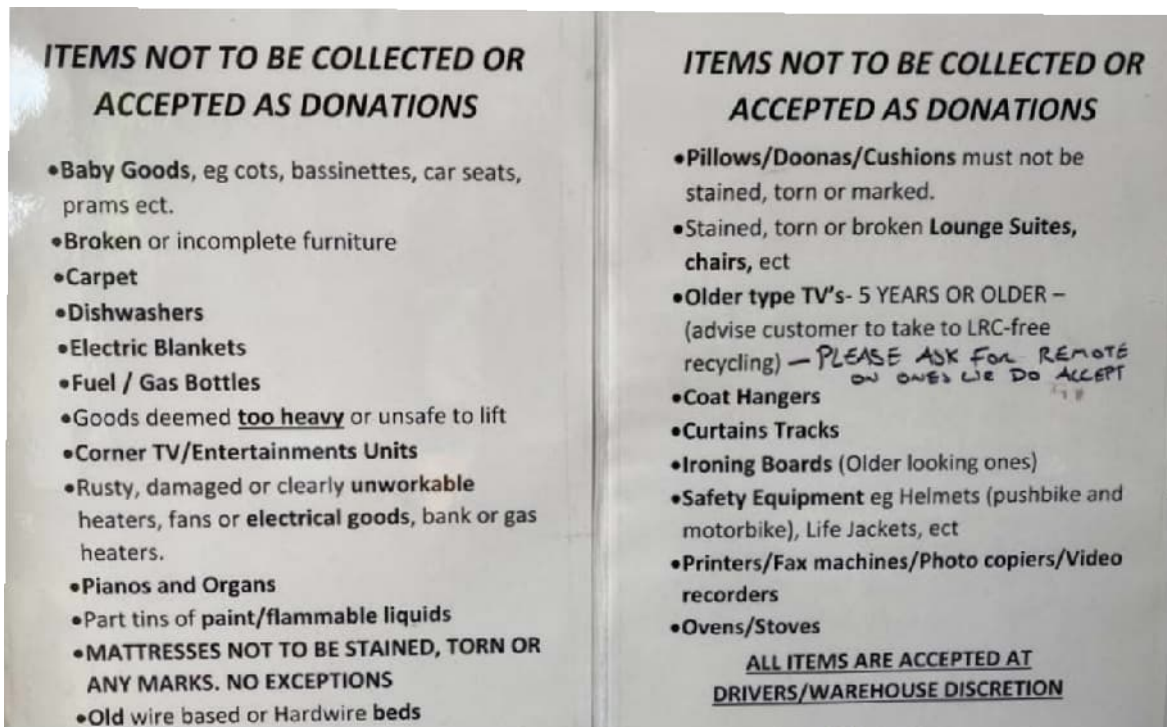 ITEMS NOT TO BE COLLECTED OR
ACCEPTED AS DONATIONS
•Baby Goods, eg cots, bassinettes, car seats,
prams ect.
•Broken or incomplete furniture
•Carpet
•Dishwashers
•Electric Blankets
•Fuel / Gas Bottles
•Goods deemed too heavy or unsafe to lift
•Corner TV/Entertainments Units
•Rusty, damaged or clearly unworkable
heaters, fans or electrical goods, bank or gas
heaters.
•Pianos and Organs
•Part tins of paint/flammable liquids
•MATTRESSES NOT TO BE STAINED, TORN OR
ANY MARKS. NO EXCEPTIONS
•Old wire based or Hardwire beds
ITEMS NOT TO BE COLLECTED OR
ACCEPTED AS DONATIONS
•Pillows/Doonas/Cushions must not be
stained, torn or marked.
•Stained, torn or broken Lounge Suites,
chairs, ect
•Older type TV's- 5 YEARS OR OLDER –
(advise customer to take to LRC-free
recycling) — PLEASE ASK FOR REMOTE
ON ONES WE DO ACCEPT
•Coat Hangers
•Curtains Tracks
•Ironing Boards (Older looking ones)
•Safety Equipment eg Helmets (pushbike and
motorbike), Life Jackets, ect
•Printers/Fax machines/Photo copiers/Video
recorders
•Ovens/Stoves
ALL ITEMS ARE ACCEPTED AT
DRIVERS/WAREHOUSE DISCRETION